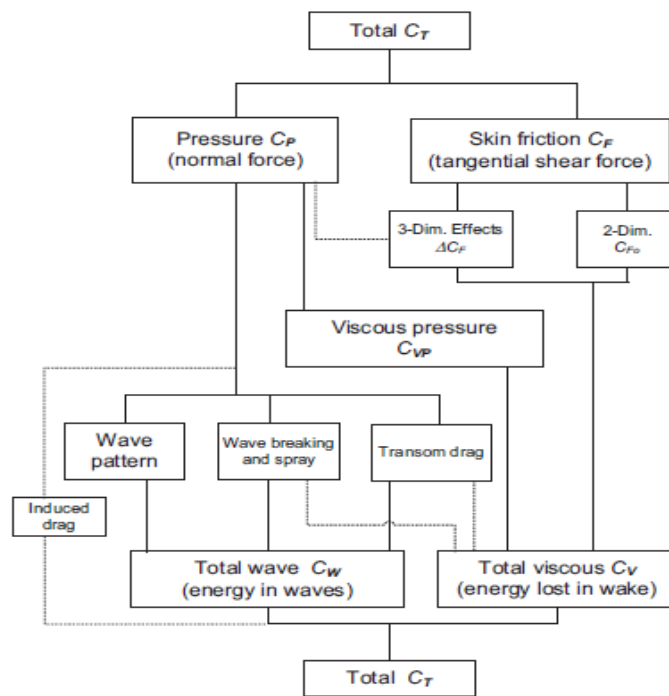 Total C_T
Pressure C_P
(normal force)
Skin friction C_F
(tangential shear force)
3-Dim. Effects
ΔC_F
2-Dim.
C_Fo
Viscous pressure
C_VP
Wave
pattern
Wave breaking
and spray
Transom drag
Induced
drag
Total wave C_W
(energy in waves)
Total viscous C_V
(energy lost in wake)
Total C_T